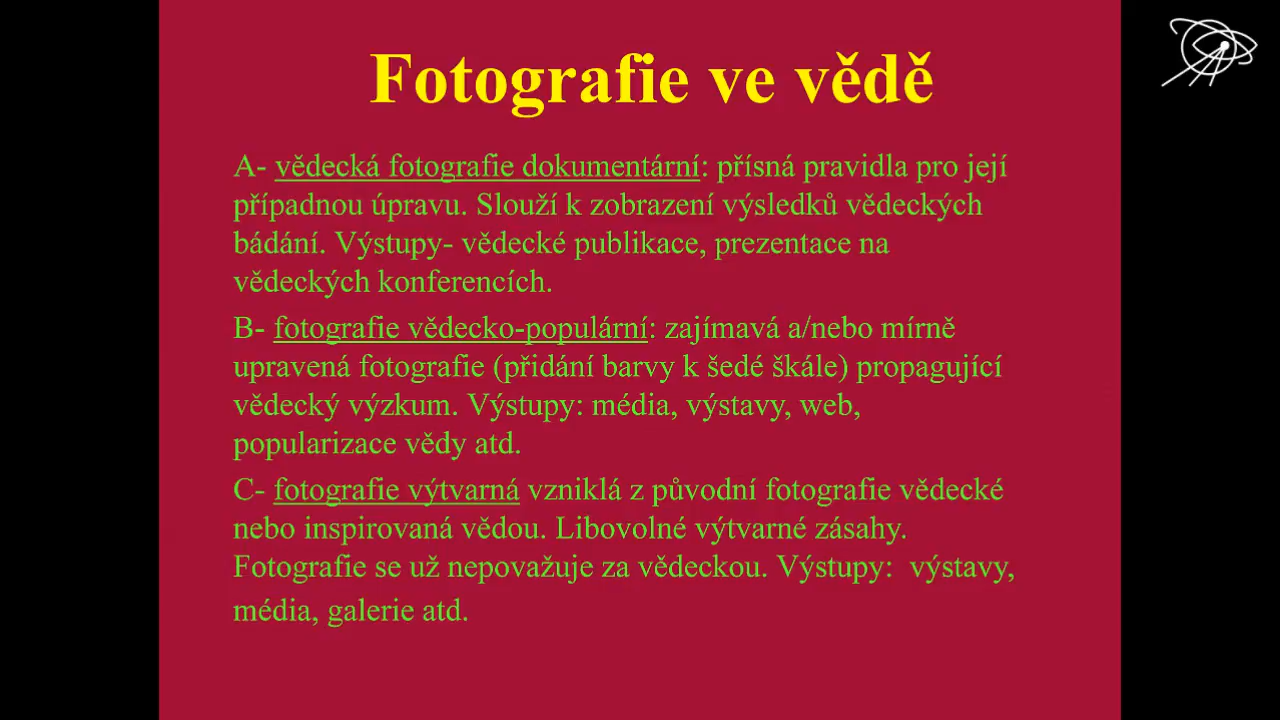 Fotografie ve vědě
A- vědecká fotografie dokumentární: přísná pravidla pro její
případnou úpravu. Slouží k zobrazení výsledků vědeckých
bádání. Výstupy- vědecké publikace, prezentace na
vědeckých konferencích.
B- fotografie vědecko-populární: zajímavá a/nebo mírně
upravená fotografie (přidání barvy k šedé škále) propagující
vědecký výzkum. Výstupy: média, výstavy, web,
popularizace vědy atd.
C- fotografie výtvarná vzniklá z původní fotografie vědecké
nebo inspirovaná vědou. Libovolné výtvarné zásahy.
Fotografie se už nepovažuje za vědeckou. Výstupy:  výstavy,
média, galerie atd.